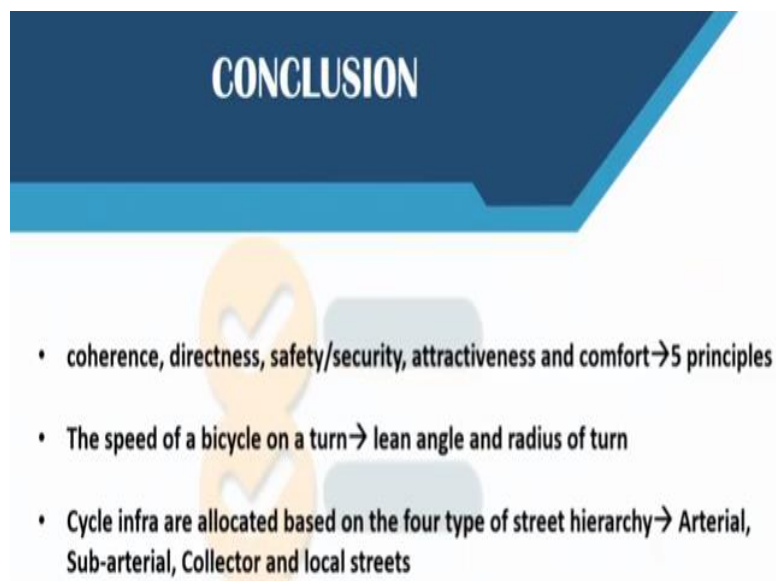 CONCLUSION
• coherence, directness, safety/security, attractiveness and comfort→5 principles
• The speed of a bicycle on a turn→ lean angle and radius of turn
• Cycle infra are allocated based on the four type of street hierarchy→ Arterial,
Sub-arterial, Collector and local streets